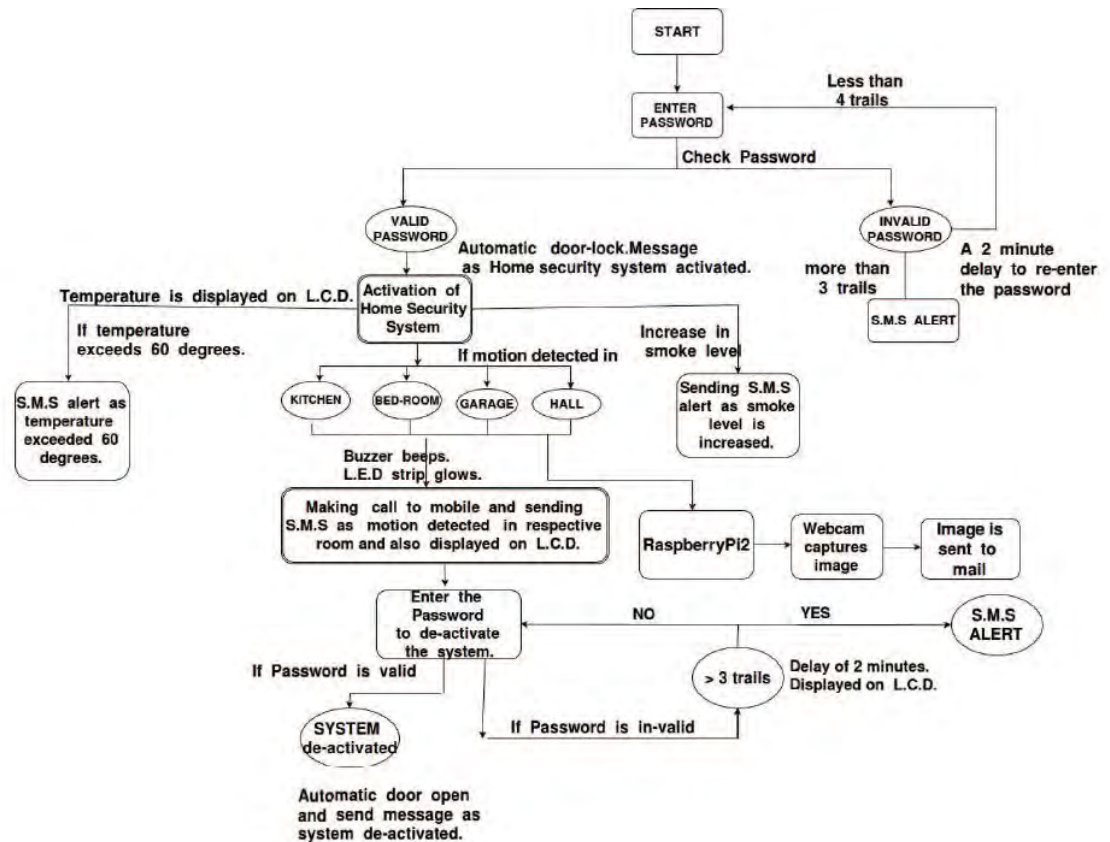 START
Less than
4 trails
ENTER
PASSWORD
Check Password
VALID
PASSWORD
INVALID
PASSWORD
Automatic door-lock.Message
as Home security system activated.
more than
3 trails
A 2 minute
delay to re-enter
the password
S.M.S ALERT
Temperature is displayed on L.C.D.
Activation of
Home Security
System
If temperature
exceeds 60 degrees.
Increase in
smoke level
If motion detected in
S.M.S alert as
temperature
exceeded 60
degrees.
KITCHEN
BED-ROOM
GARAGE
HALL
Sending S.M.S
alert as smoke
level is
increased.
Buzzer beeps.
L.E.D strip glows.
Making call to mobile and sending
S.M.S as motion detected in respective
room and also displayed on L.C.D.
RaspberryPi2
Webcam
captures
image
Image is
sent to
mail
Enter the
Password
to de-activate
the system.
NO
YES
S.M.S
ALERT
If Password is valid
> 3 trails
Delay of 2 minutes.
Displayed on L.C.D.
SYSTEM
de-activated
If Password is in-valid
Automatic door open
and send message as
system de-activated.